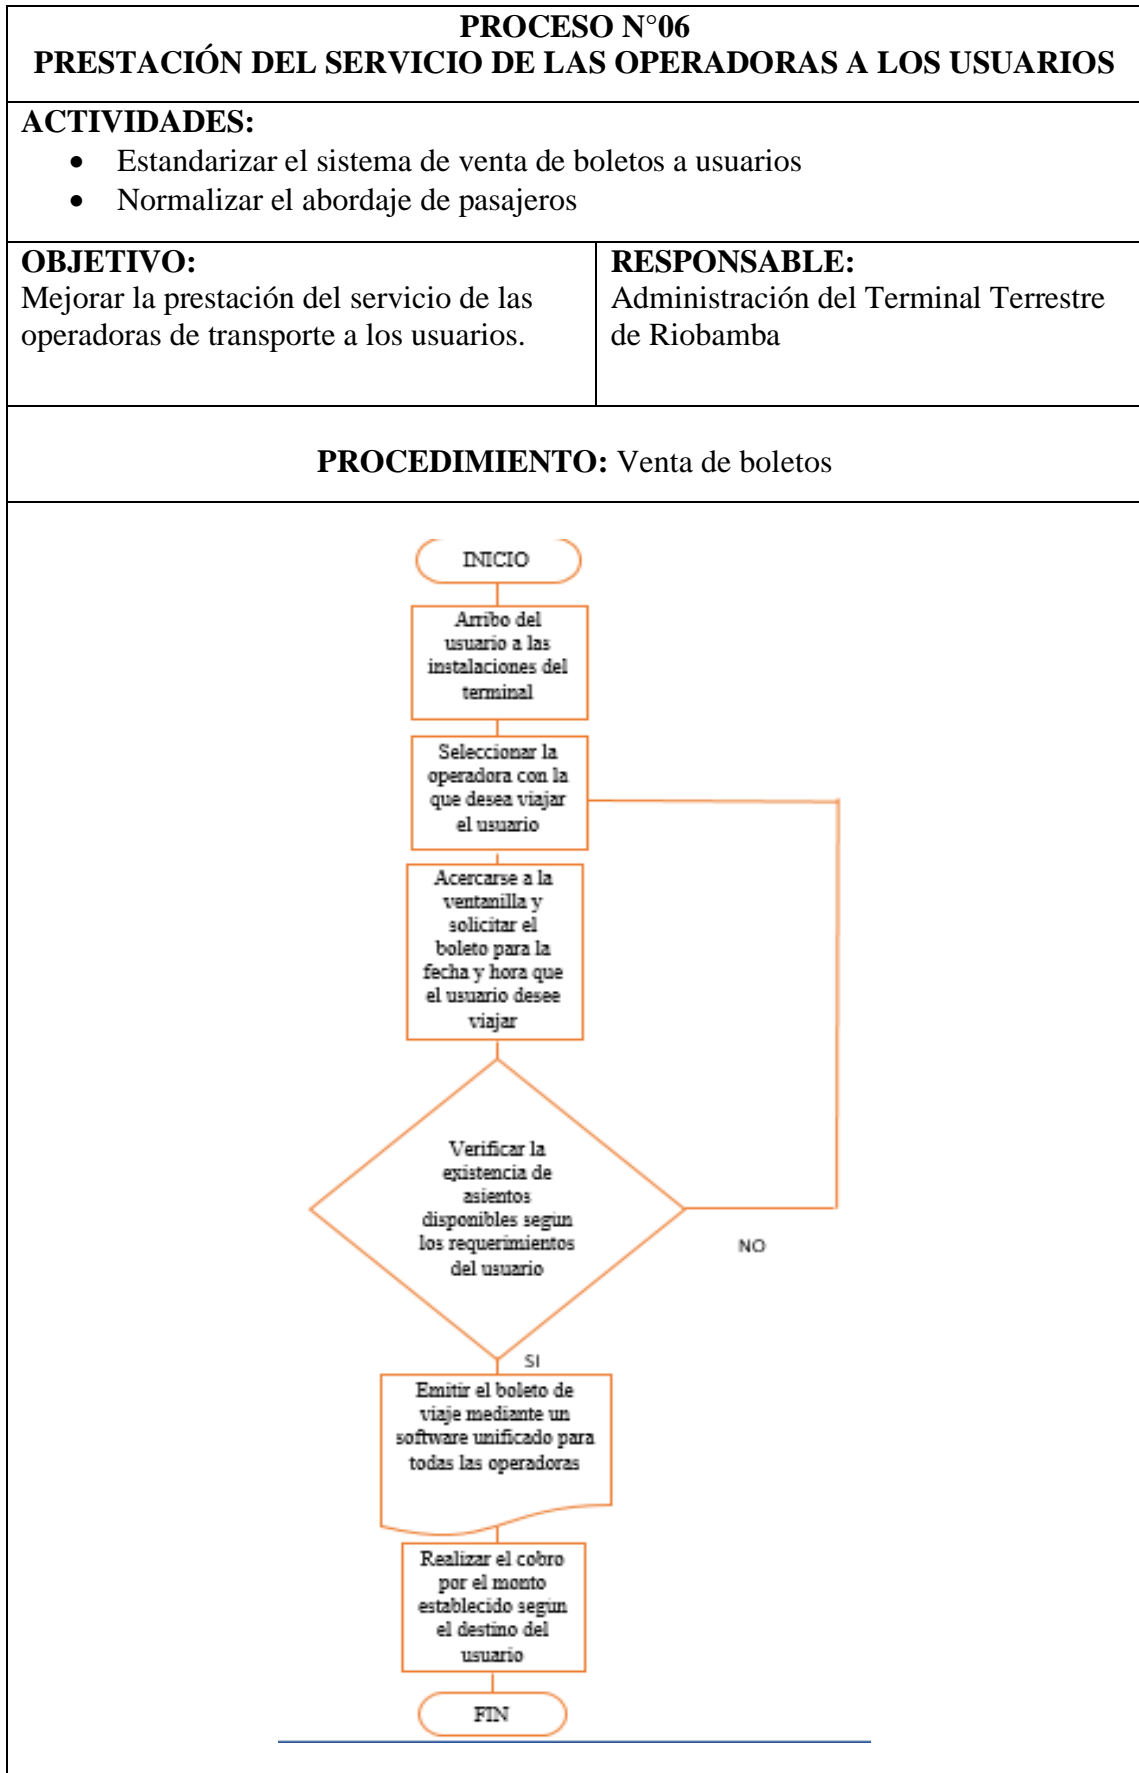 PROCESO N°06
PRESTACIÓN DEL SERVICIO DE LAS OPERADORAS A LOS USUARIOS
ACTIVIDADES:
• Estandarizar el sistema de venta de boletos a usuarios
• Normalizar el abordaje de pasajeros
OBJETIVO:
Mejorar la prestación del servicio de las
operadoras de transporte a los usuarios.
RESPONSABLE:
Administración del Terminal Terrestre
de Riobamba
PROCEDIMIENTO: Venta de boletos
INICIO
Arribo del
usuario a las
instalaciones del
terminal
Seleccionar la
operadora con la
que desea viajar
el usuario
Acercarse a la
ventanilla y
solicitar el
boleto para la
fecha y hora que
el usuario desee
viajar
Verificar la
existencia de
asientos
disponibles según
los requerimientos
del usuario
NO
SI
Emitir el boleto de
viaje mediante un
software unificado para
todas las operadoras
Realizar el cobro
por el monto
establecido según
el destino del
usuario
FIN